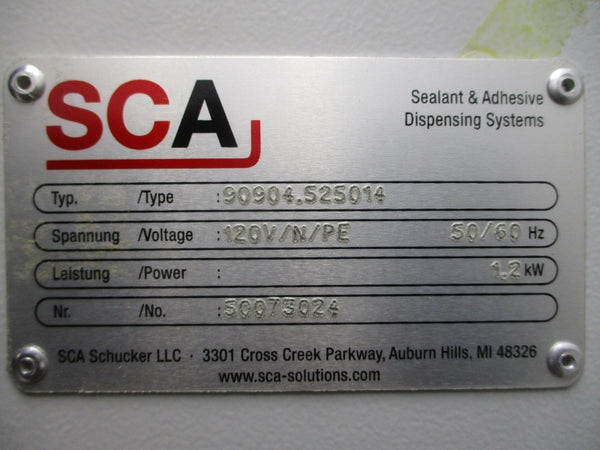 SCA
Sealant & Adhesive
Dispensing Systems
Typ. /Type : 90904.525014
Spannung /Voltage : 120V/N/PE 50/60 Hz
Leistung /Power : 1,2 kW
Nr. /No. : 50073024
SCA Schucker LLC · 3301 Cross Creek Parkway, Auburn Hills, MI 48326
www.sca-solutions.com